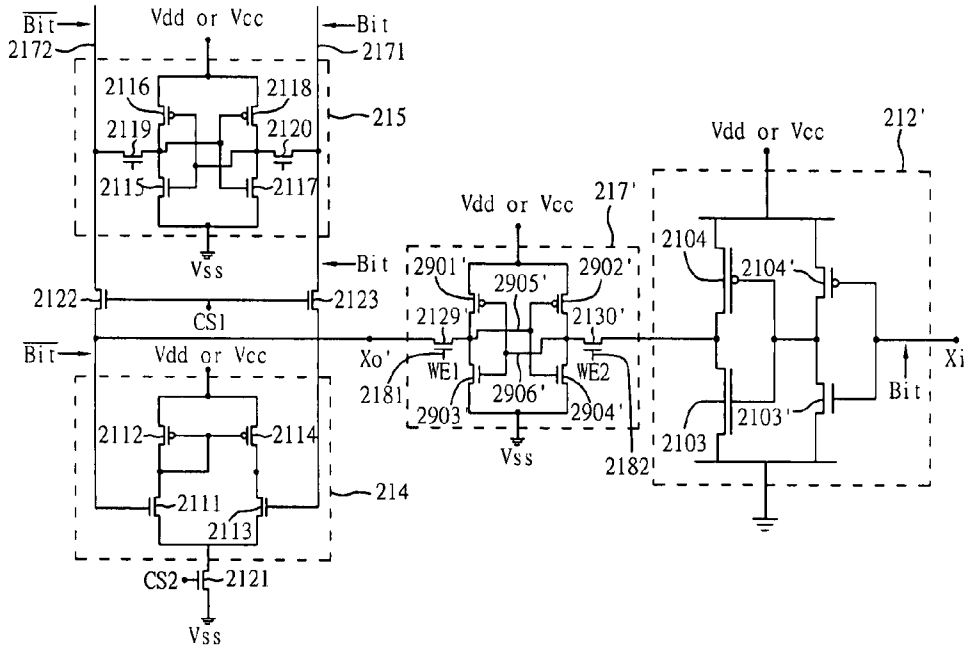 Bit
Bit
Vdd or Vcc
2172
2171
2116
2118
215
2119
2120
212'
2115
2117
Vdd or Vcc
Vss
Vdd or Vcc
217'
Bit
2901'
2902'
2104
2104'
2122
2123
2905'
CS1
2129'
2130'
Bit
Vdd or Vcc
Xo'
WE1
WE2
Xi
2181
2906'
Bit
2903'
2904'
2103'
2112
2114
2103
Vss
2182
2111
214
2113
CS2
2121
Vss